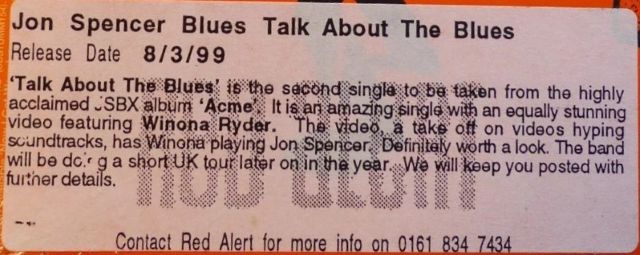 Jon Spencer Blues Talk About The Blues
Release Date 8/3/99
'Talk About The Blues' is the second single to be taken from the highly
acclaimed JSBX album 'Acme'. It is an amazing single with an equally stunning
video featuring Winona Ryder. The video, a take off on videos hyping
soundtracks, has Winona playing Jon Spencer. Definitely worth a look. The band
will be doing a short UK tour later on in the year. We will keep you posted with
further details.
Contact Red Alert for more info on 0161 834 7434